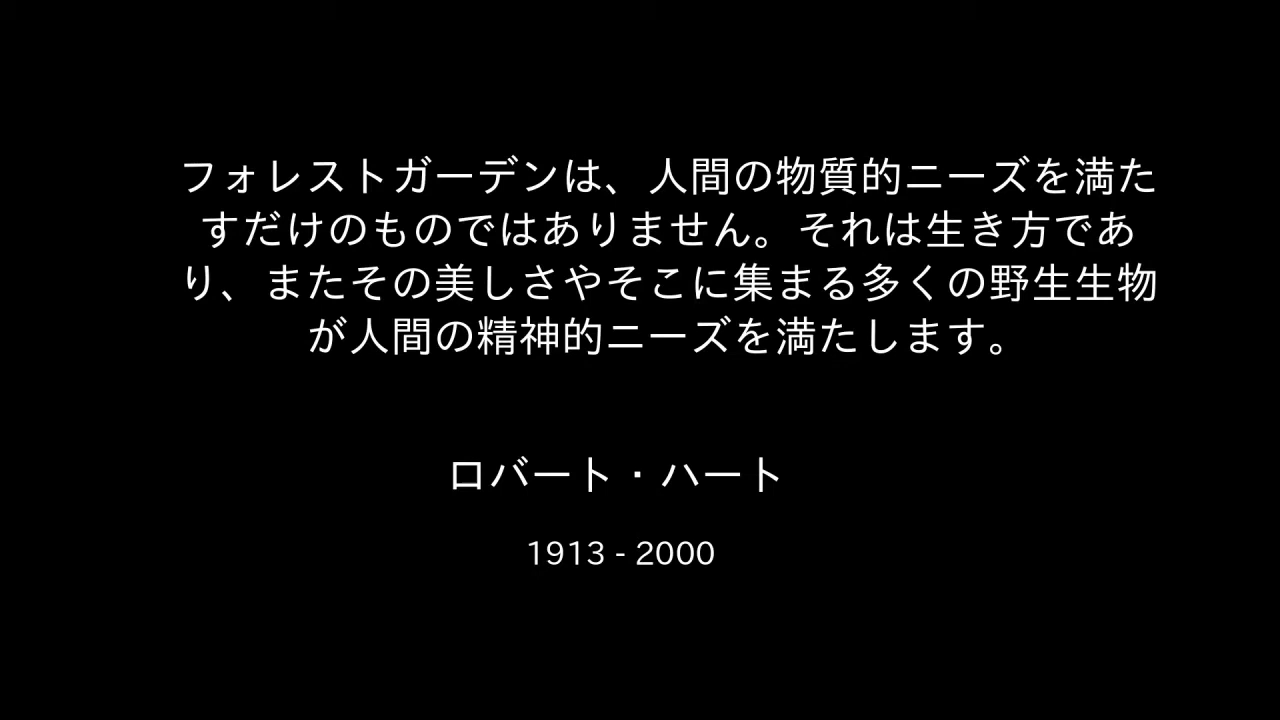 フォレストガーデンは、人間の物質的ニーズを満た
すだけのものではありません。それは生き方であ
り、またその美しさやそこに集まる多くの野生生物
が人間の精神的ニーズを満たします。
ロバート・ハート
1913 - 2000